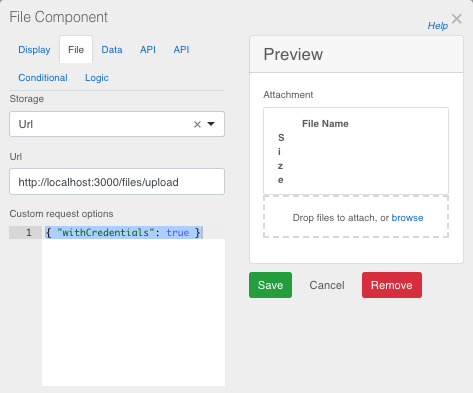 File Component
Help ×
Display File Data API API
Conditional Logic
Storage
Url ×
Url
http://localhost:3000/files/upload
Custom request options
1 { "withCredentials": true }
Preview
Attachment
File Name
S
i
z
e
Drop files to attach, or browse
Save Cancel Remove